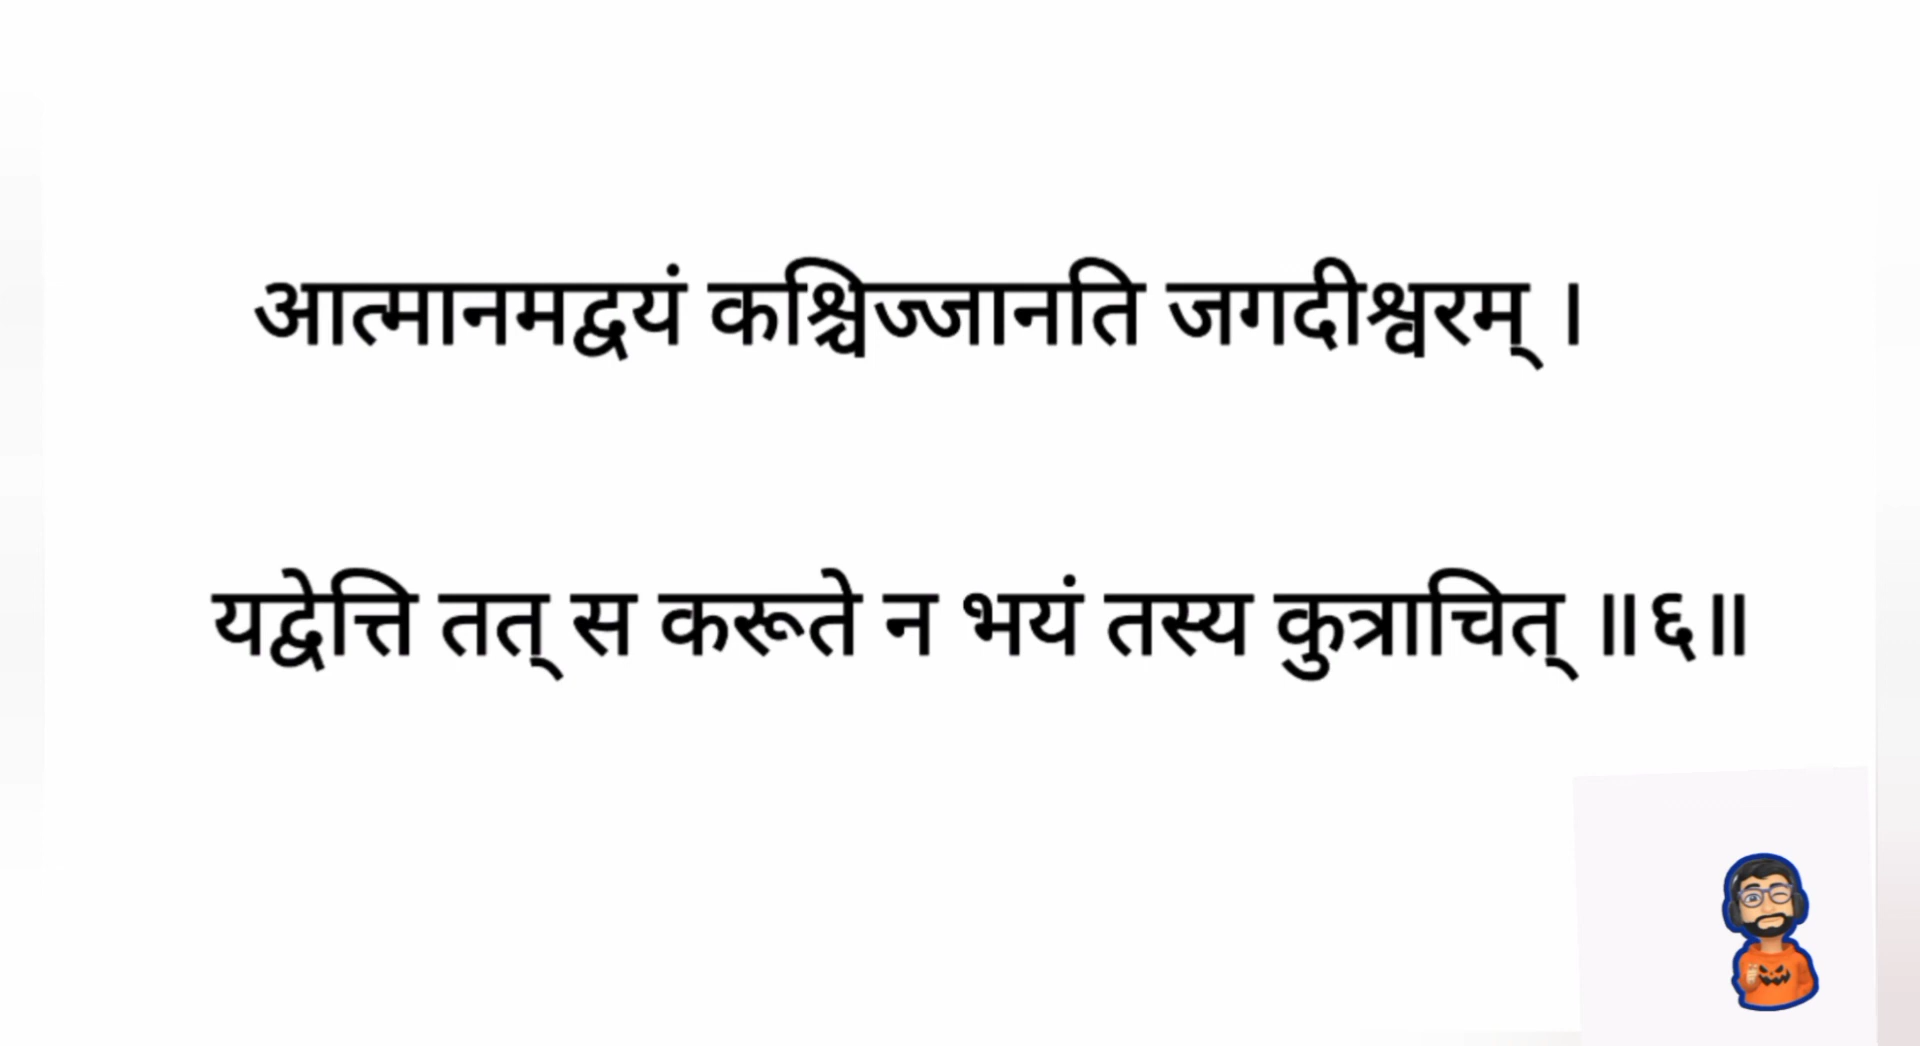 आत्मानमद्वयं कश्चिज्जानति जगदीश्वरम् ।
यद्वेत्ति तत् स करूते न भयं तस्य कुत्राचित् ॥६॥